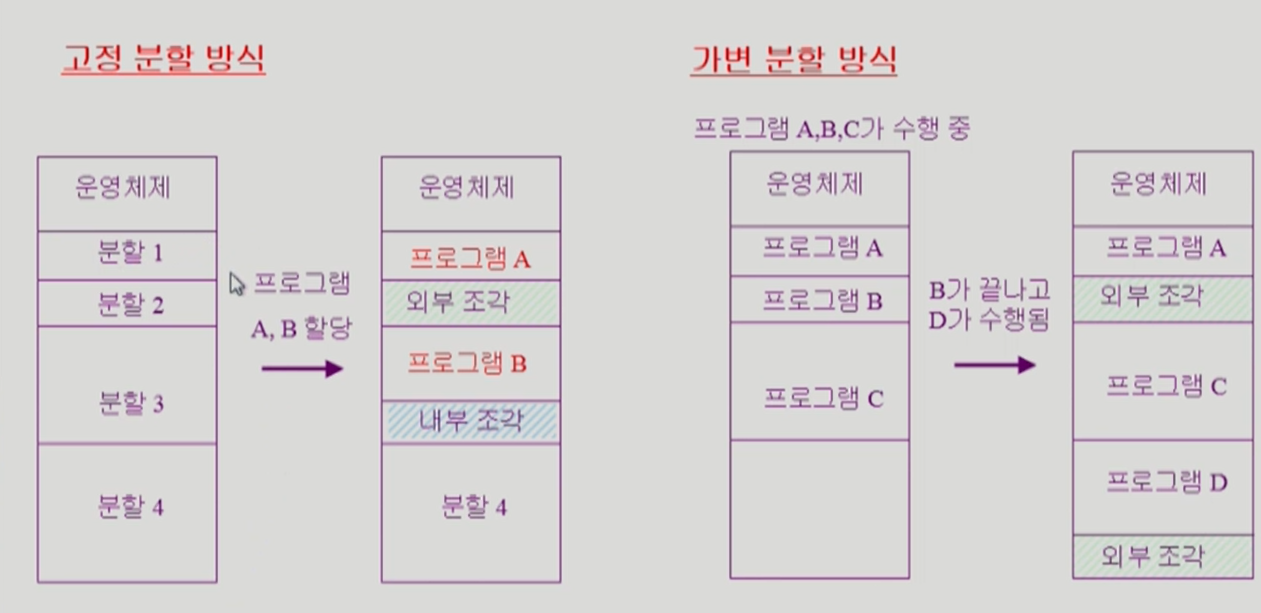 고정 분할 방식
운영체제
분할 1
분할 2
분할 3
분할 4
프로그램
A, B 할당
운영체제
프로그램 A
외부 조각
프로그램 B
내부 조각
분할 4
가변 분할 방식
프로그램 A,B,C가 수행 중
운영체제
프로그램 A
프로그램 B
프로그램 C
B가 끝나고
D가 수행됨
운영체제
프로그램 A
외부 조각
프로그램 C
프로그램 D
외부 조각